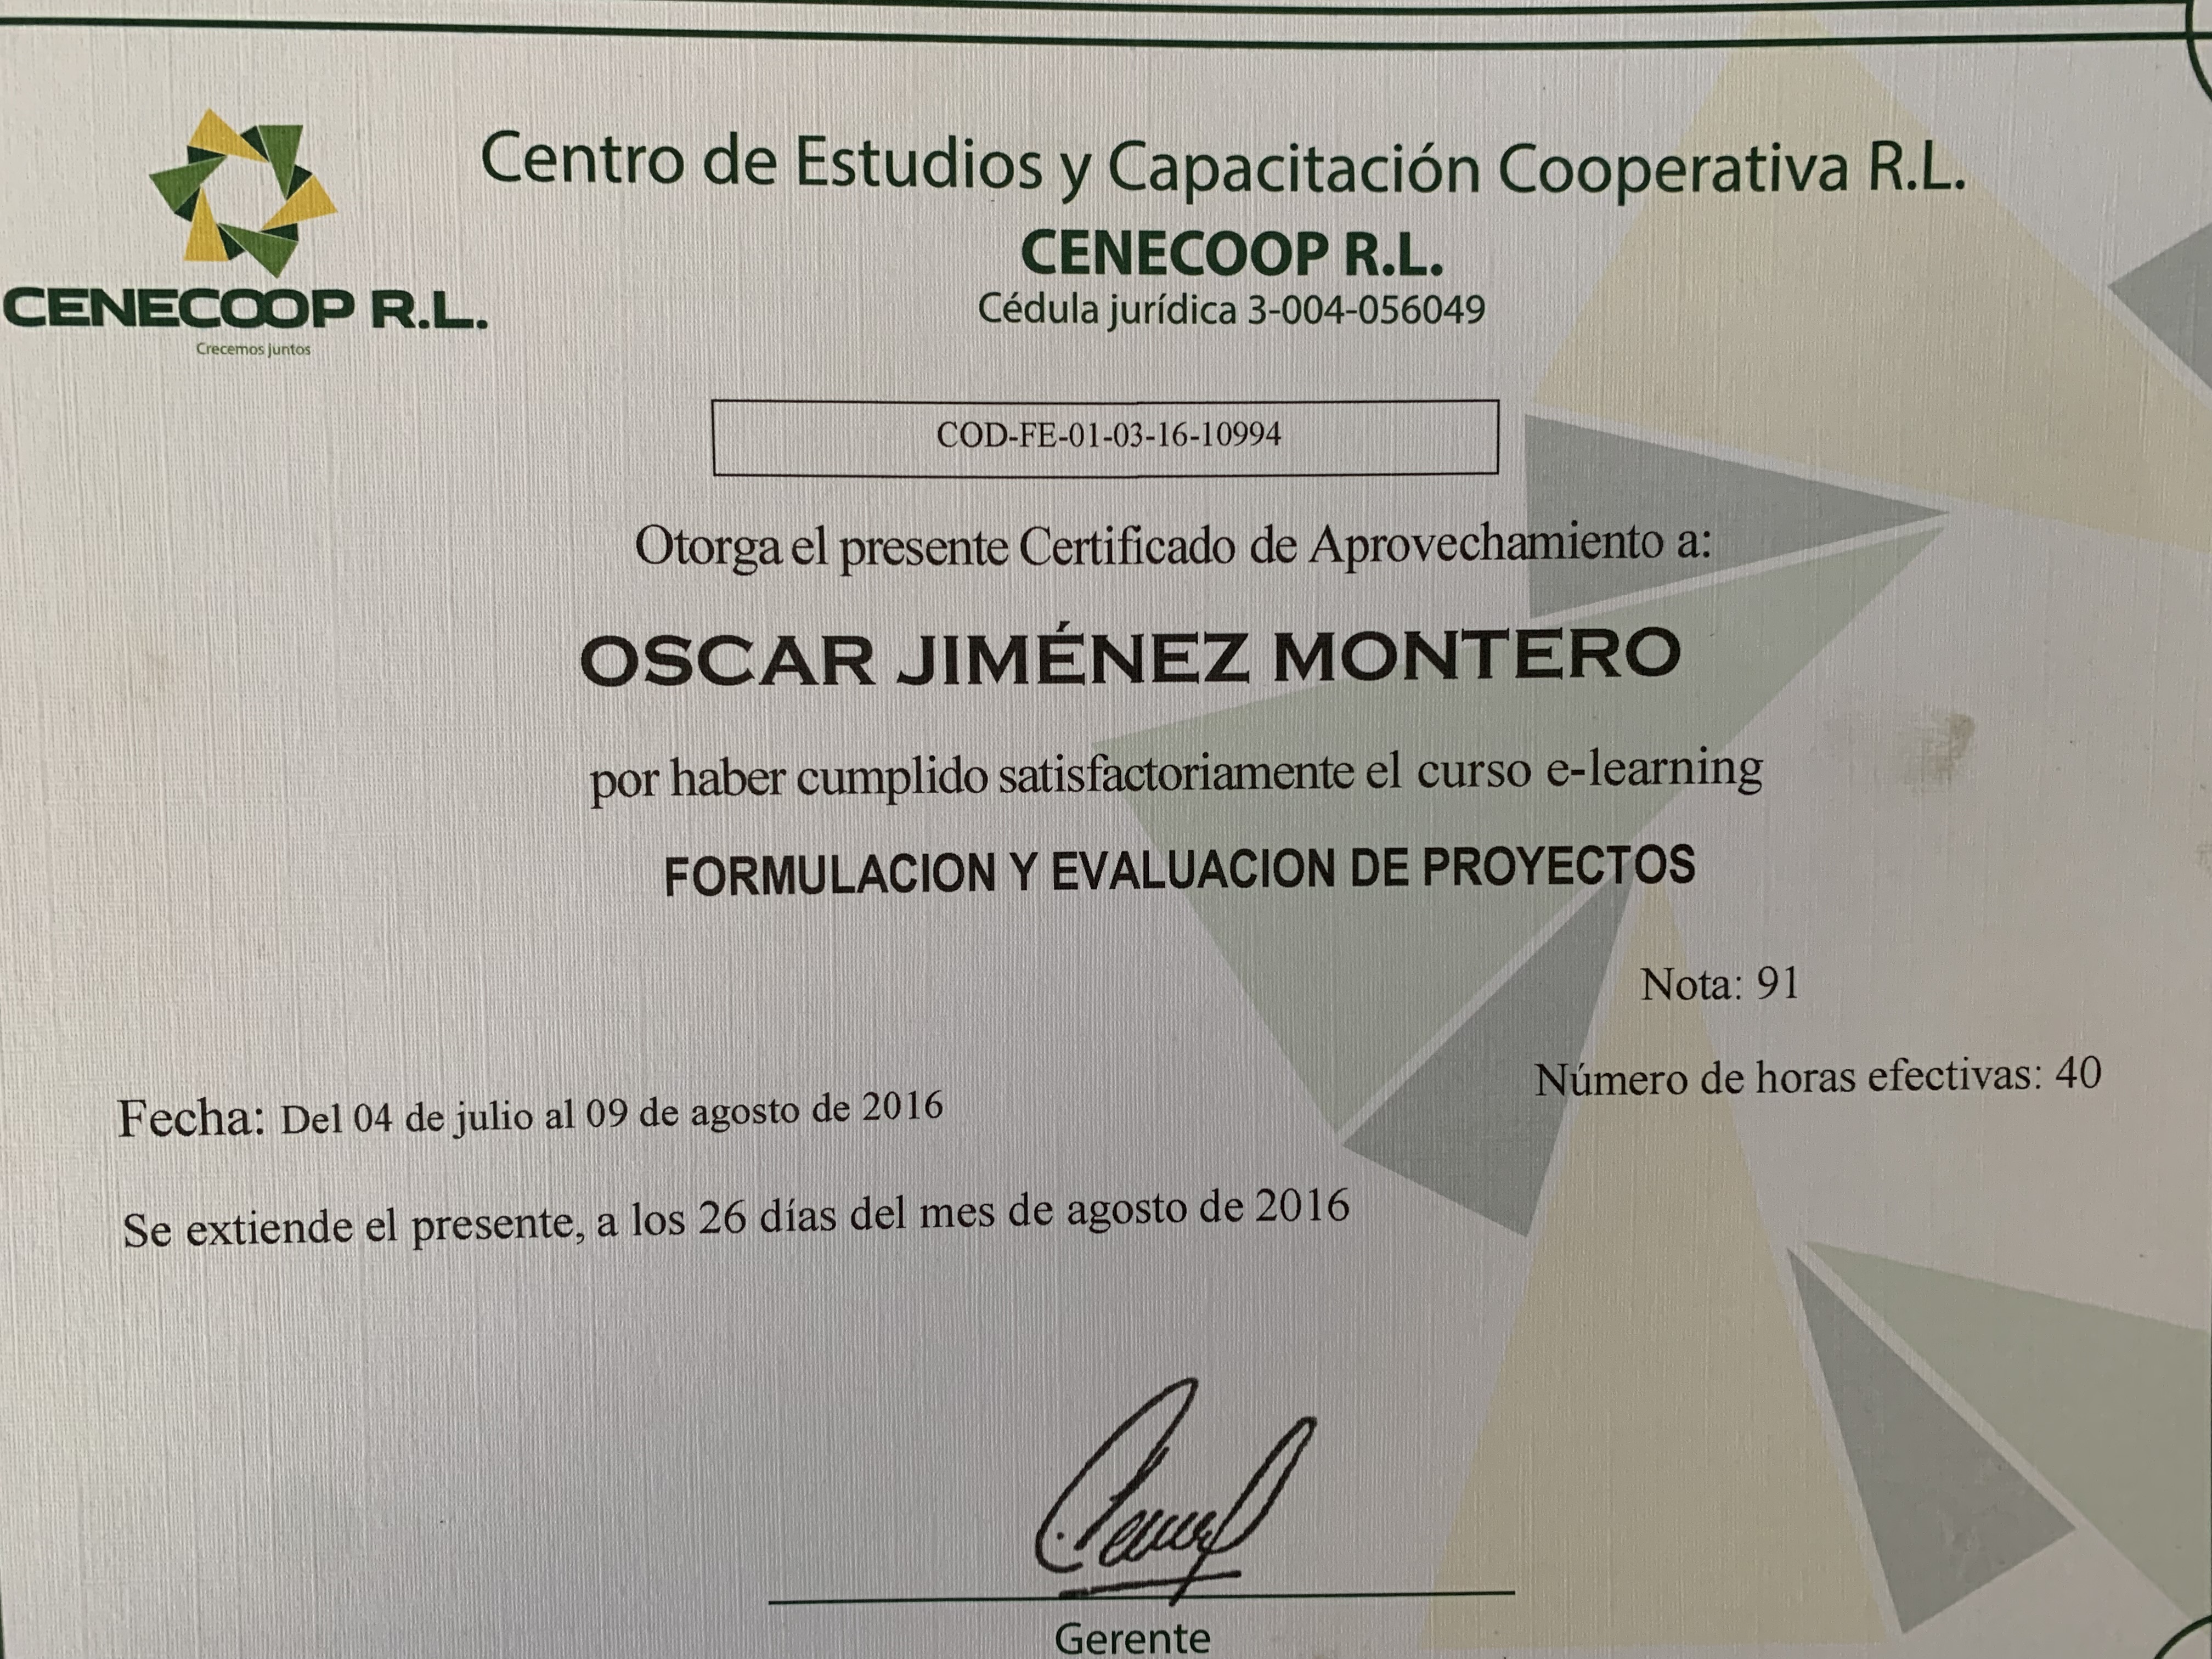 Centro de Estudios y Capacitación Cooperativa R.L.
CENECOOP R.L.
Cédula jurídica 3-004-056049
CENECOOP R.L.
Crecemos Juntos
COD-FE-01-03-16-10994
Otorga el presente Certificado de Aprovechamiento a:
OSCAR JIMÉNEZ MONTERO
por haber cumplido satisfactoriamente el curso e-learning
FORMULACION Y EVALUACION DE PROYECTOS
Nota: 91
Número de horas efectivas: 40
Fecha: Del 04 de julio al 09 de agosto de 2016
Se extiende el presente, a los 26 días del mes de agosto de 2016
Gerente